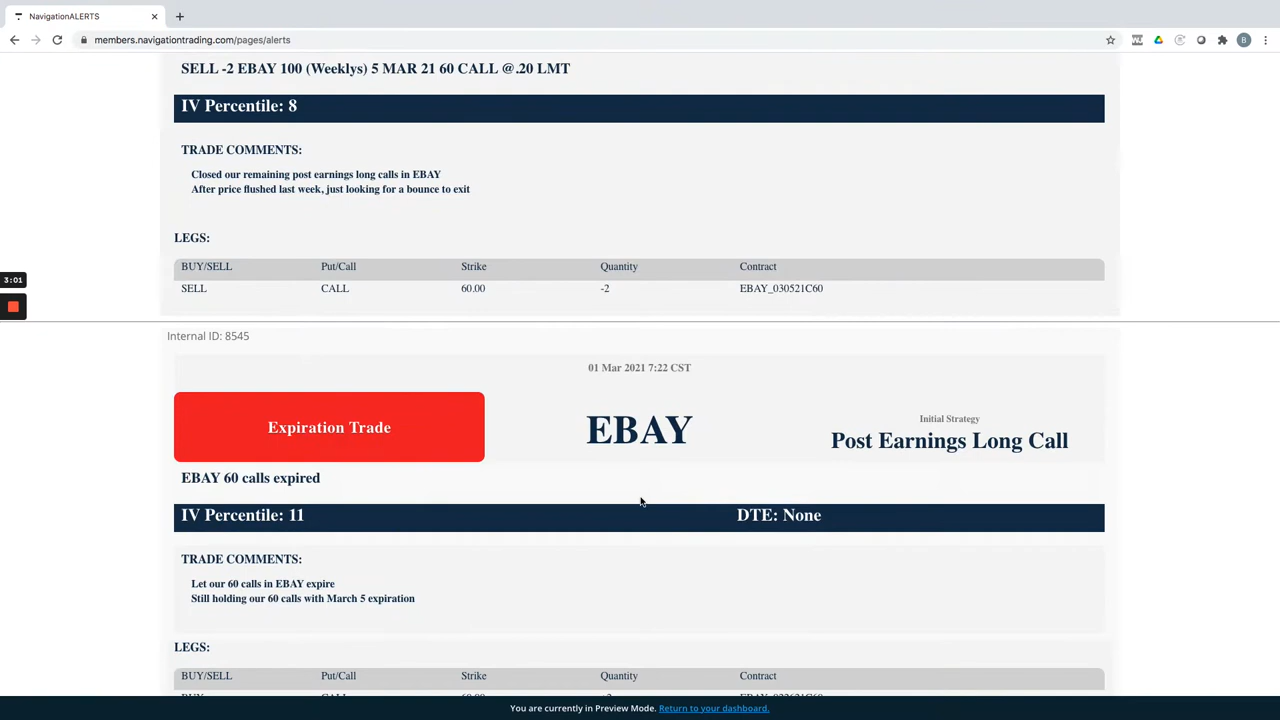 NavigationALERTS
members.navigationtrading.com/pages/alerts
B
SELL -2 EBAY 100 (Weeklys) 5 MAR 21 60 CALL @.20 LMT
IV Percentile: 8
TRADE COMMENTS:
Closed our remaining post earnings long calls in EBAY
After price flushed last week, just looking for a bounce to exit
LEGS:
BUY/SELL Put/Call Strike Quantity Contract
SELL CALL 60.00 -2 EBAY_030521C60
3:01
Internal ID: 8545
01 Mar 2021 7:22 CST
Expiration Trade
EBAY
Initial Strategy
Post Earnings Long Call
EBAY 60 calls expired
IV Percentile: 11 DTE: None
TRADE COMMENTS:
Let our 60 calls in EBAY expire
Still holding our 60 calls with March 5 expiration
LEGS:
BUY/SELL Put/Call Strike Quantity Contract
You are currently in Preview Mode. Return to your dashboard.